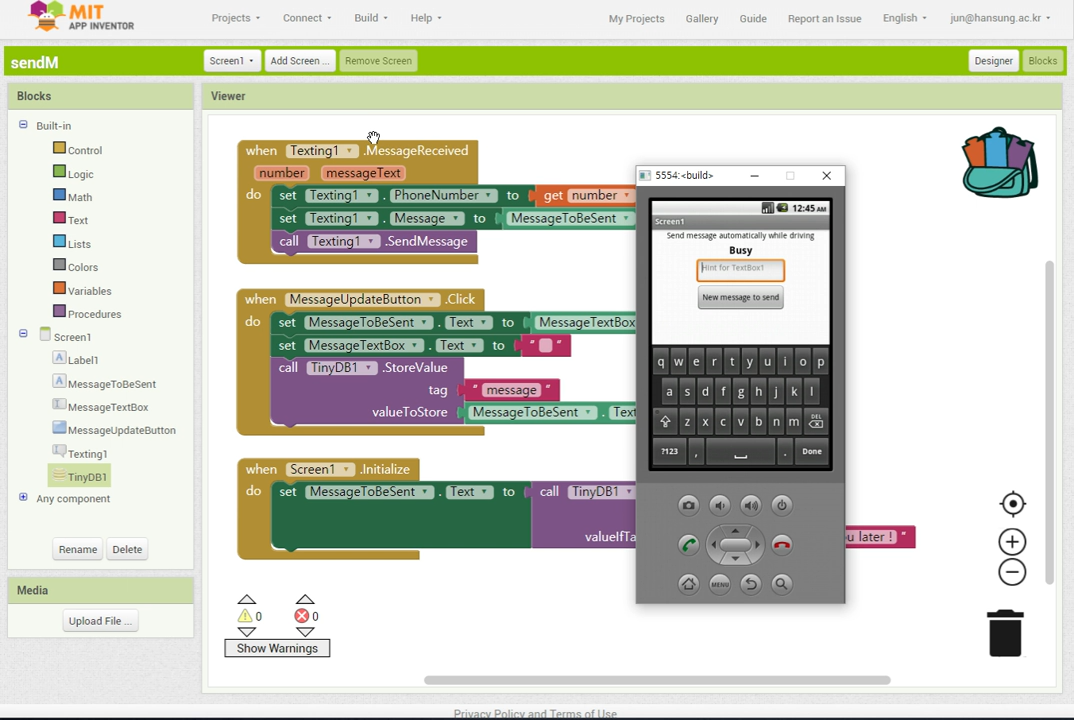 MIT
APP INVENTOR
Projects Connect Build Help My Projects Gallery Guide Report an Issue English jun@hansung.ac.kr
sendM Screen1 Add Screen ... Remove Screen Designer Blocks
Blocks Viewer
Built-in
Control
Logic
Math
Text
Lists
Colors
Variables
Procedures
Screen1
Label1
MessageToBeSent
MessageTextBox
MessageUpdateButton
Texting1
TinyDB1
Any component
Rename Delete
Media
Upload File ...
when Texting1 .MessageReceived
number messageText
do set Texting1 . PhoneNumber to get number
set Texting1 . Message to MessageToBeSent
call Texting1 .SendMessage
when MessageUpdateButton .Click
do set MessageToBeSent . Text to MessageTextBox
set MessageTextBox . Text to " "
call TinyDB1 .StoreValue
tag " message "
valueToStore MessageToBeSent . Text
when Screen1 .Initialize
do set MessageToBeSent . Text to call TinyDB1
valueIfTa ou later ! "
0 0
Show Warnings
5554:<build>
12:45 AM
Screen1
Send message automatically while driving
Busy
Hint for TextBox1
New message to send
q w e r t y u i o p
a s d f g h j k l
z x c v b n m DEL
?123 , . Done
MENU
Privacy Policy and Terms of Use